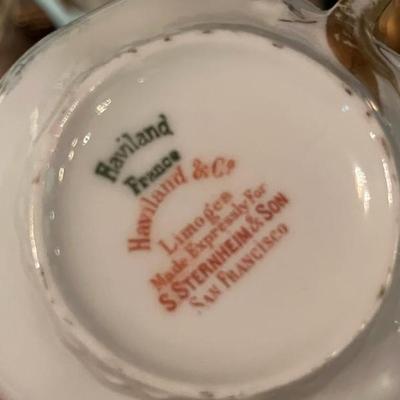 Haviland
France
Haviland & Co
Limoges
Made Expressly For
S. STERNHEIM & SON
SAN FRANCISCO